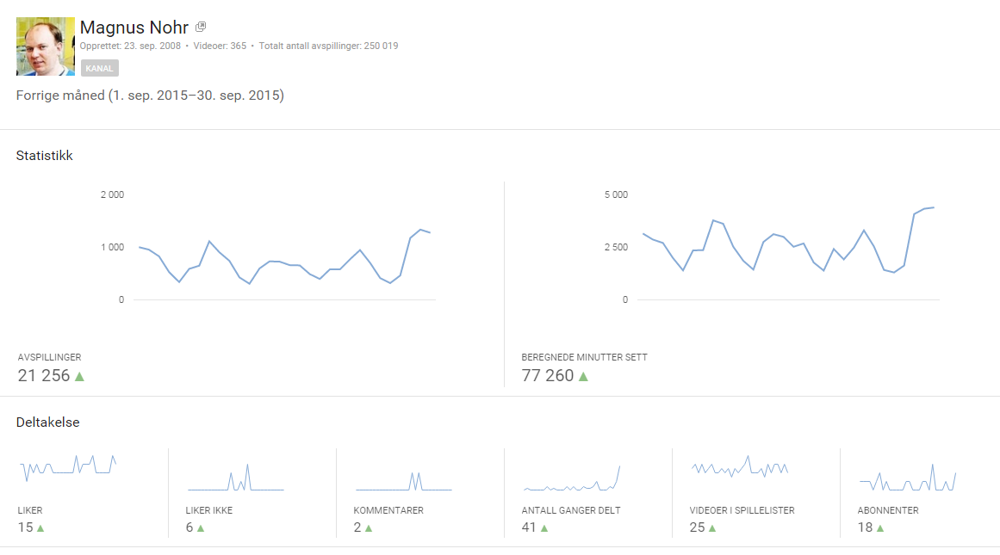 Magnus Nohr
Opprettet: 23. sep. 2008 • Videoer: 365 • Totalt antall avspillinger: 250 019
KANAL
Forrige måned (1. sep. 2015–30. sep. 2015)
Statistikk
2 000
1 000
0
5 000
2 500
0
AVSPILLINGER
21 256
BEREGNEDE MINUTTER SETT
77 260
Deltakelse
LIKER
15
LIKER IKKE
6
KOMMENTARER
2
ANTALL GANGER DELT
41
VIDEOER I SPILLELISTER
25
ABONNENTER
18